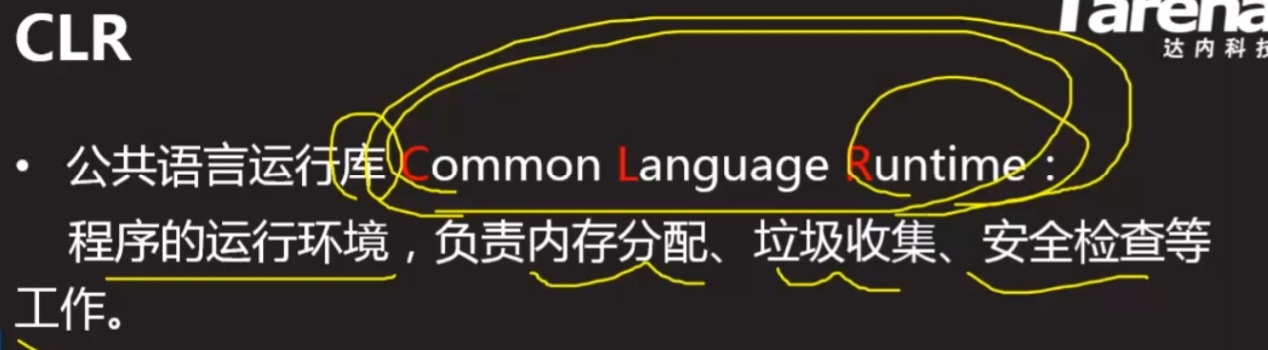 CLR
Tarena
达内科技
• 公共语言运行库 Common Language Runtime：
程序的运行环境，负责内存分配、垃圾收集、安全检查等
工作。